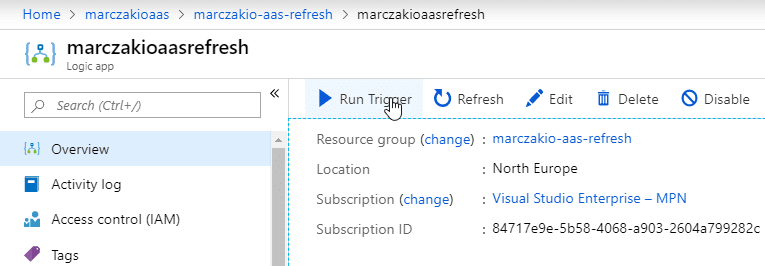 Home > marczakioaas > marczakio-aas-refresh > marczakioaasrefresh
marczakioaasrefresh
Logic app
«
Search (Ctrl+/)
Overview
Activity log
Access control (IAM)
Tags
Run Trigger Refresh Edit Delete Disable
Resource group (change) : marczakio-aas-refresh
Location : North Europe
Subscription (change) : Visual Studio Enterprise – MPN
Subscription ID : 84717e9e-5b58-4068-a903-2604a799282c